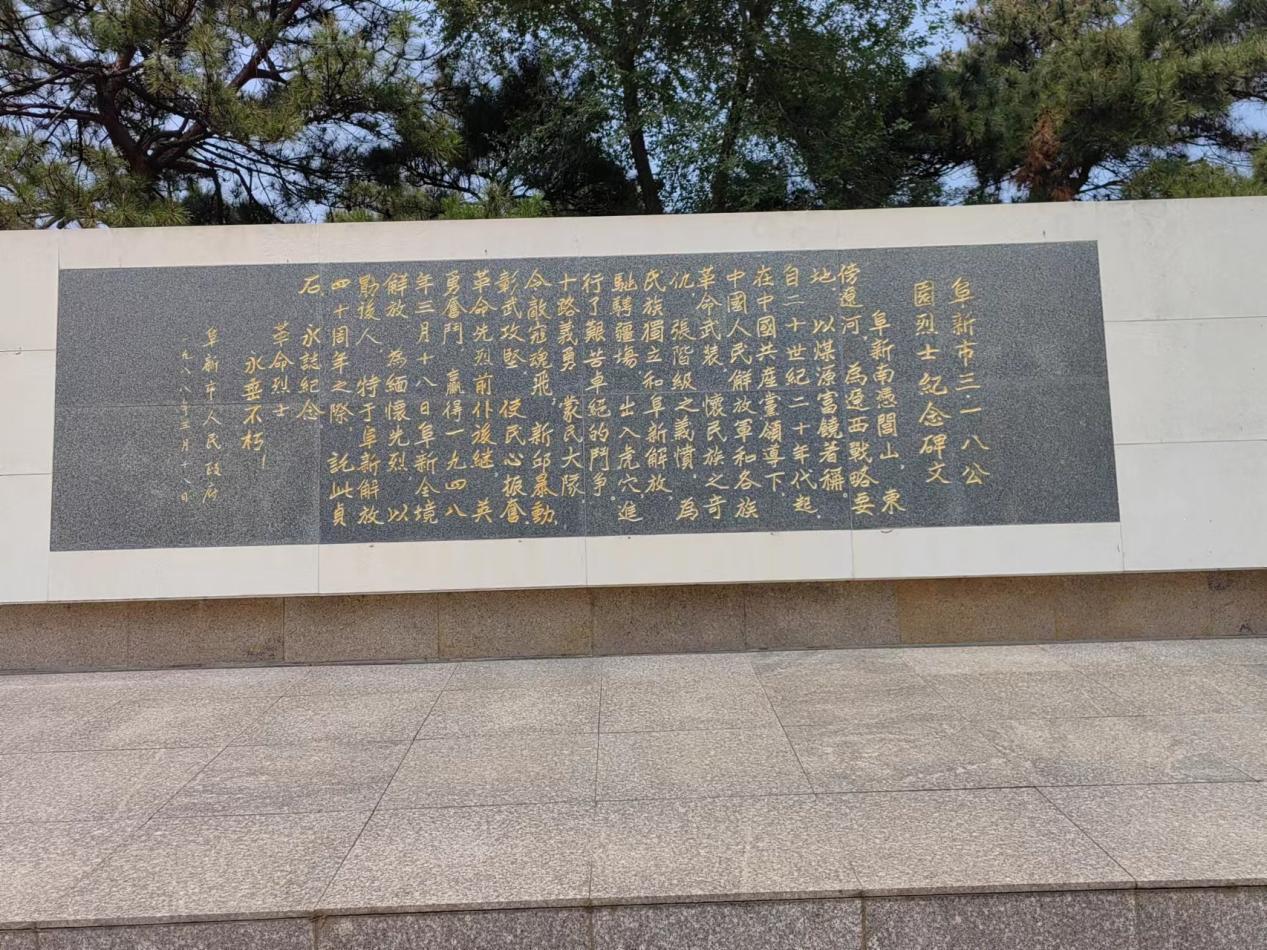 阜新市三·一八公
園烈士纪念碑文
阜新南憑閭山，東
傍遼河，為遼西戰略要
地，以煤源富饒著稱。
自二十世紀二十年代起，
在中國共產黨領導下，
中國人民解放軍和各族
革命武裝，懷民族之奇
仇，張階級之義憤，為
民族獨立和阜新解放，
馳騁疆場，出入虎穴，進
行了艱苦卓絕的鬥爭。
十路義勇，蒙民大隊，
令敵寇魂飛，新邱暴動，
彰武攻堅，使民心振奮。
革命先烈前仆後继，英
勇奮鬥，贏得一九四八
年三月十八日阜新全境
解放。為缅懷先烈，以
勗後人，特于阜新解放
四十周年之際，託此貞
石，永誌纪念。
革命烈士
永垂不朽！
阜新市人民政府
一九八八年三月十八日